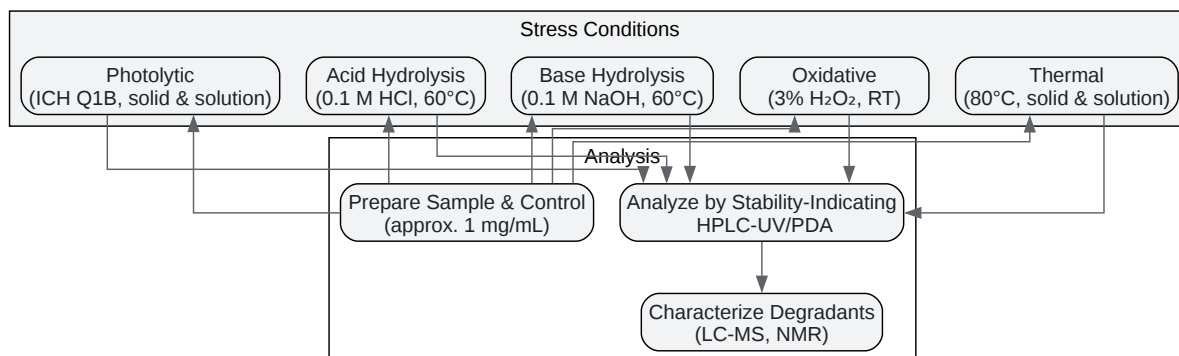 Stress Conditions
Photolytic
(ICH Q1B, solid & solution)
Acid Hydrolysis
(0.1 M HCl, 60°C)
Base Hydrolysis
(0.1 M NaOH, 60°C)
Oxidative
(3% H₂O₂, RT)
Thermal
(80°C, solid & solution)
Analysis
Prepare Sample & Control
(approx. 1 mg/mL)
Analyze by Stability-Indicating
HPLC-UV/PDA
Characterize Degradants
(LC-MS, NMR)